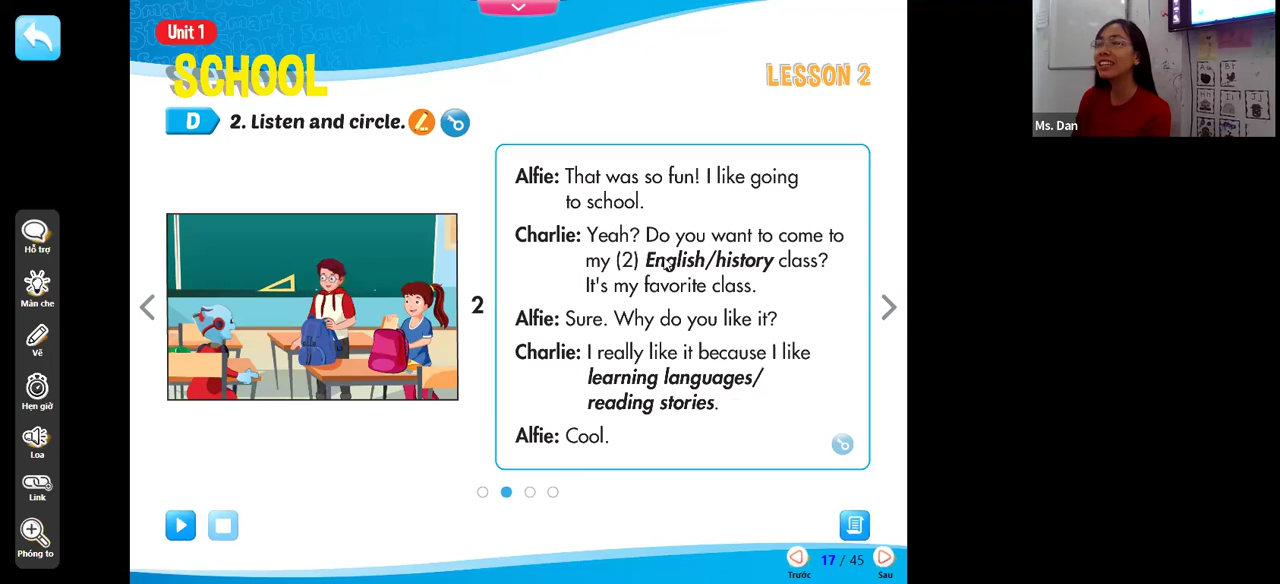 Unit 1
SCHOOL
LESSON 2
D
2. Listen and circle.
Alfie: That was so fun! I like going
to school.
Charlie: Yeah? Do you want to come to
my (2) English/history class?
It's my favorite class.
Alfie: Sure. Why do you like it?
Charlie: I really like it because I like
learning languages/
reading stories.
Alfie: Cool.
2
Hỗ trợ
Màn che
Vẽ
Hẹn giờ
Loa
Link
Phóng to
17 / 45
Trước
Sau
Ms. Dan